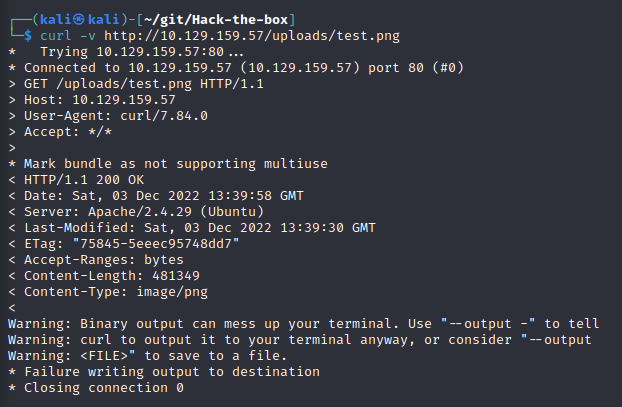 ┌──(kali㉿kali)-[~/git/Hack-the-box]
└─$ curl -v http://10.129.159.57/uploads/test.png
*   Trying 10.129.159.57:80...
* Connected to 10.129.159.57 (10.129.159.57) port 80 (#0)
> GET /uploads/test.png HTTP/1.1
> Host: 10.129.159.57
> User-Agent: curl/7.84.0
> Accept: */*
>
* Mark bundle as not supporting multiuse
< HTTP/1.1 200 OK
< Date: Sat, 03 Dec 2022 13:39:58 GMT
< Server: Apache/2.4.29 (Ubuntu)
< Last-Modified: Sat, 03 Dec 2022 13:39:30 GMT
< ETag: "75845-5eeec95748dd7"
< Accept-Ranges: bytes
< Content-Length: 481349
< Content-Type: image/png
<
Warning: Binary output can mess up your terminal. Use "--output -" to tell
Warning: curl to output it to your terminal anyway, or consider "--output
Warning: <FILE>" to save to a file.
* Failure writing output to destination
* Closing connection 0